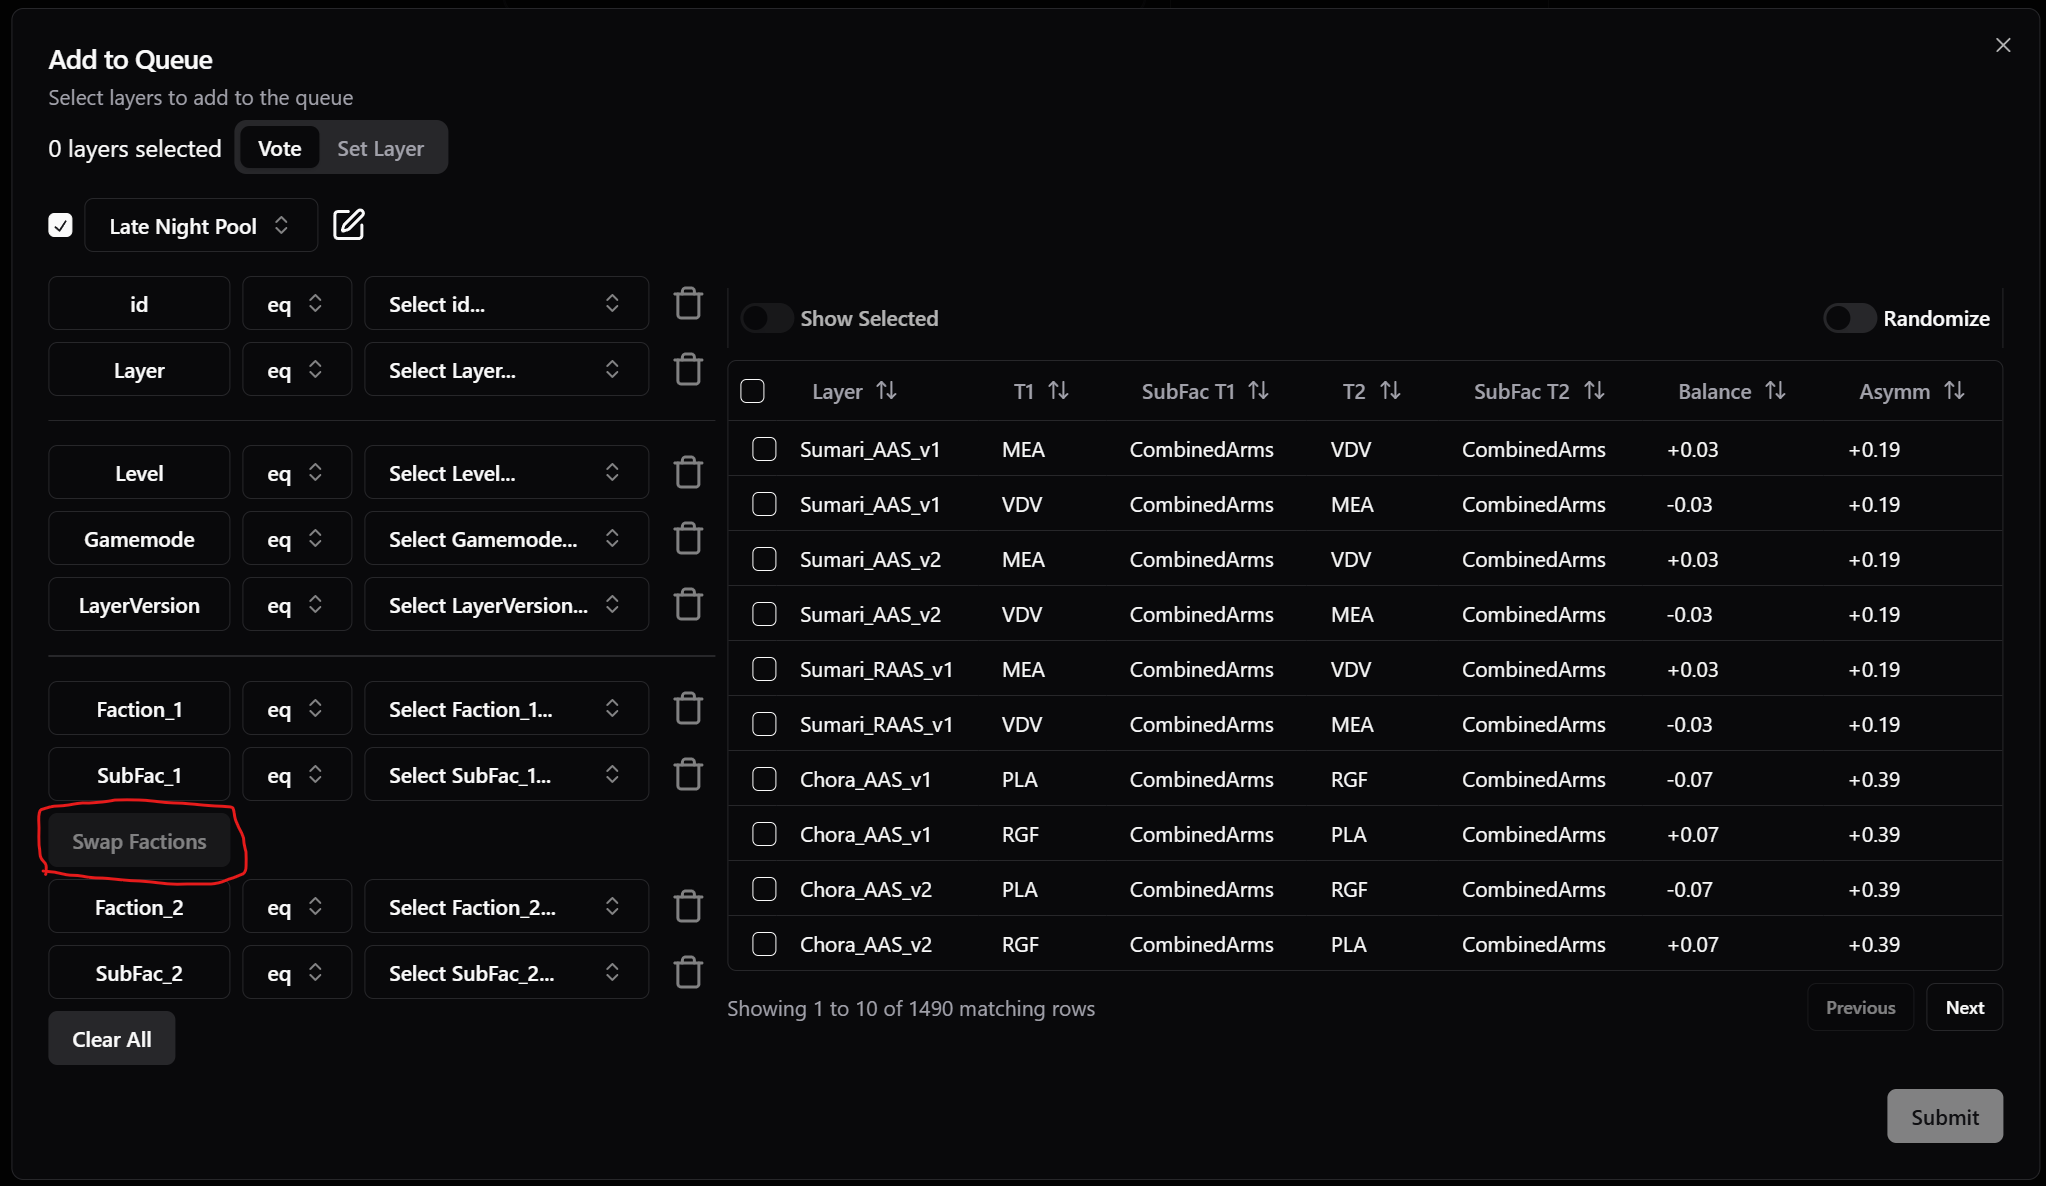 Add to Queue
Select layers to add to the queue
0 layers selected Vote Set Layer
Late Night Pool
id eq Select id...
Layer eq Select Layer...
Level eq Select Level...
Gamemode eq Select Gamemode...
LayerVersion eq Select LayerVersion...
Faction_1 eq Select Faction_1...
SubFac_1 eq Select SubFac_1...
Swap Factions
Faction_2 eq Select Faction_2...
SubFac_2 eq Select SubFac_2...
Clear All
Show Selected Randomize
Layer T1 SubFac T1 T2 SubFac T2 Balance Asymm
Sumari_AAS_v1 MEA CombinedArms VDV CombinedArms +0.03 +0.19
Sumari_AAS_v1 VDV CombinedArms MEA CombinedArms -0.03 +0.19
Sumari_AAS_v2 MEA CombinedArms VDV CombinedArms +0.03 +0.19
Sumari_AAS_v2 VDV CombinedArms MEA CombinedArms -0.03 +0.19
Sumari_RAAS_v1 MEA CombinedArms VDV CombinedArms +0.03 +0.19
Sumari_RAAS_v1 VDV CombinedArms MEA CombinedArms -0.03 +0.19
Chora_AAS_v1 PLA CombinedArms RGF CombinedArms -0.07 +0.39
Chora_AAS_v1 RGF CombinedArms PLA CombinedArms +0.07 +0.39
Chora_AAS_v2 PLA CombinedArms RGF CombinedArms -0.07 +0.39
Chora_AAS_v2 RGF CombinedArms PLA CombinedArms +0.07 +0.39
Showing 1 to 10 of 1490 matching rows Previous Next
Submit